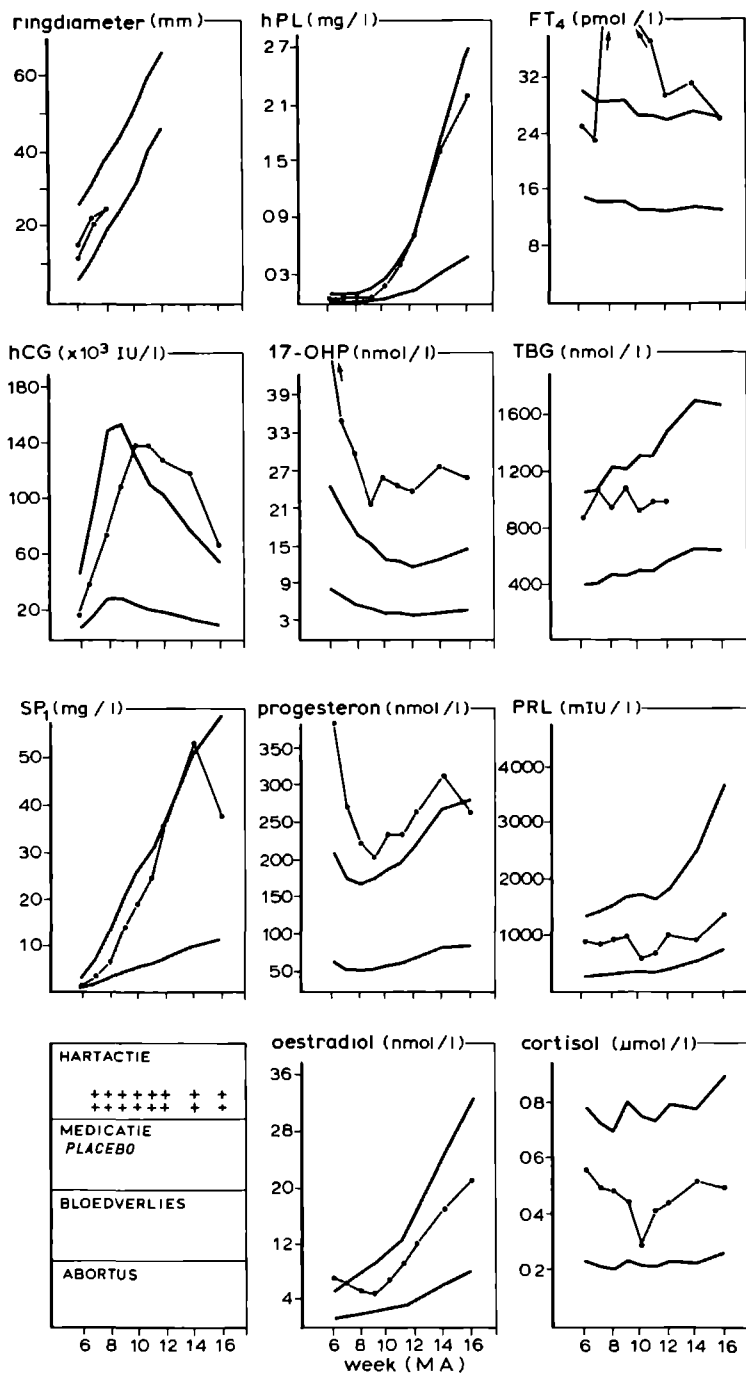 ringdiameter (mm)
60
40
20
hPL (mg/l)
27
21
1.5
09
03
FT4 (pmol/l)
32
24
16
8
hCG (x10³ IU/l)
180
140
100
60
20
17-OHP (nmol/l)
39
33
27
21
15
9
3
TBG (nmol/l)
1600
1200
800
400
SP1 (mg/l)
50
40
30
20
10
progesteron (nmol/l)
350
300
250
200
150
100
50
PRL (mIU/l)
4000
3000
2000
1000
HARTACTIE
+ + + + + + + +
+ + + + + + + +
MEDICATIE
PLACEBO
BLOEDVERLIES
ABORTUS
6 8 10 12 14 16
oestradiol (nmol/l)
36
28
20
12
4
6 8 10 12 14 16
week (MA)
cortisol (µmol/l)
08
06
04
02
6 8 10 12 14 16